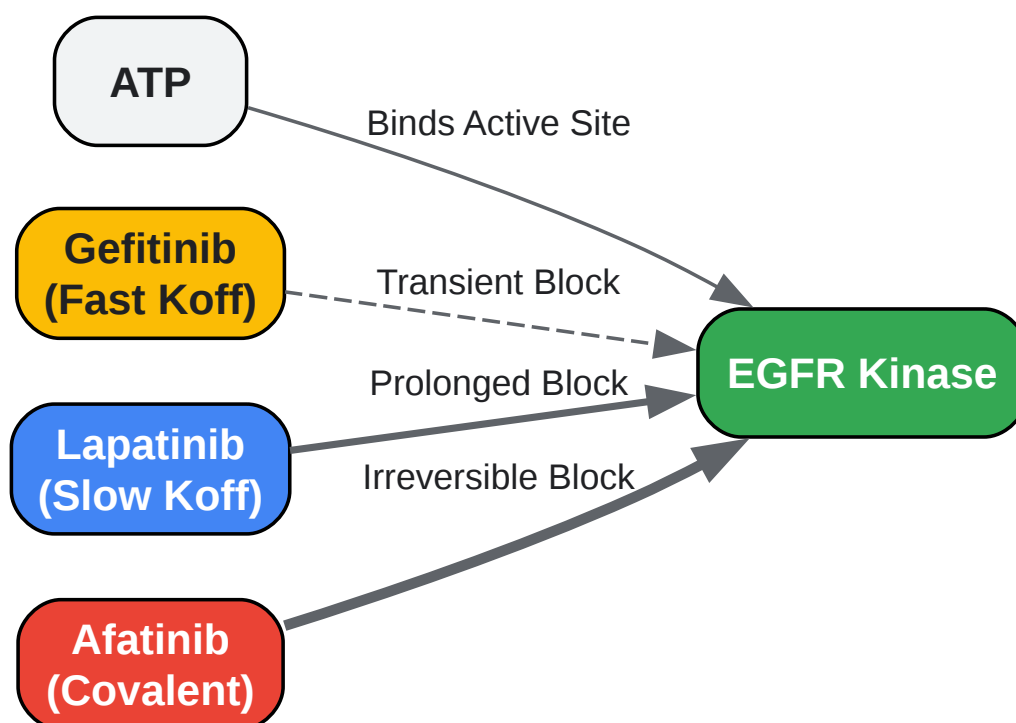 ATP
Binds Active Site
Gefitinib
(Fast Koff)
Transient Block
EGFR Kinase
Prolonged Block
Lapatinib
(Slow Koff)
Irreversible Block
Afatinib
(Covalent)